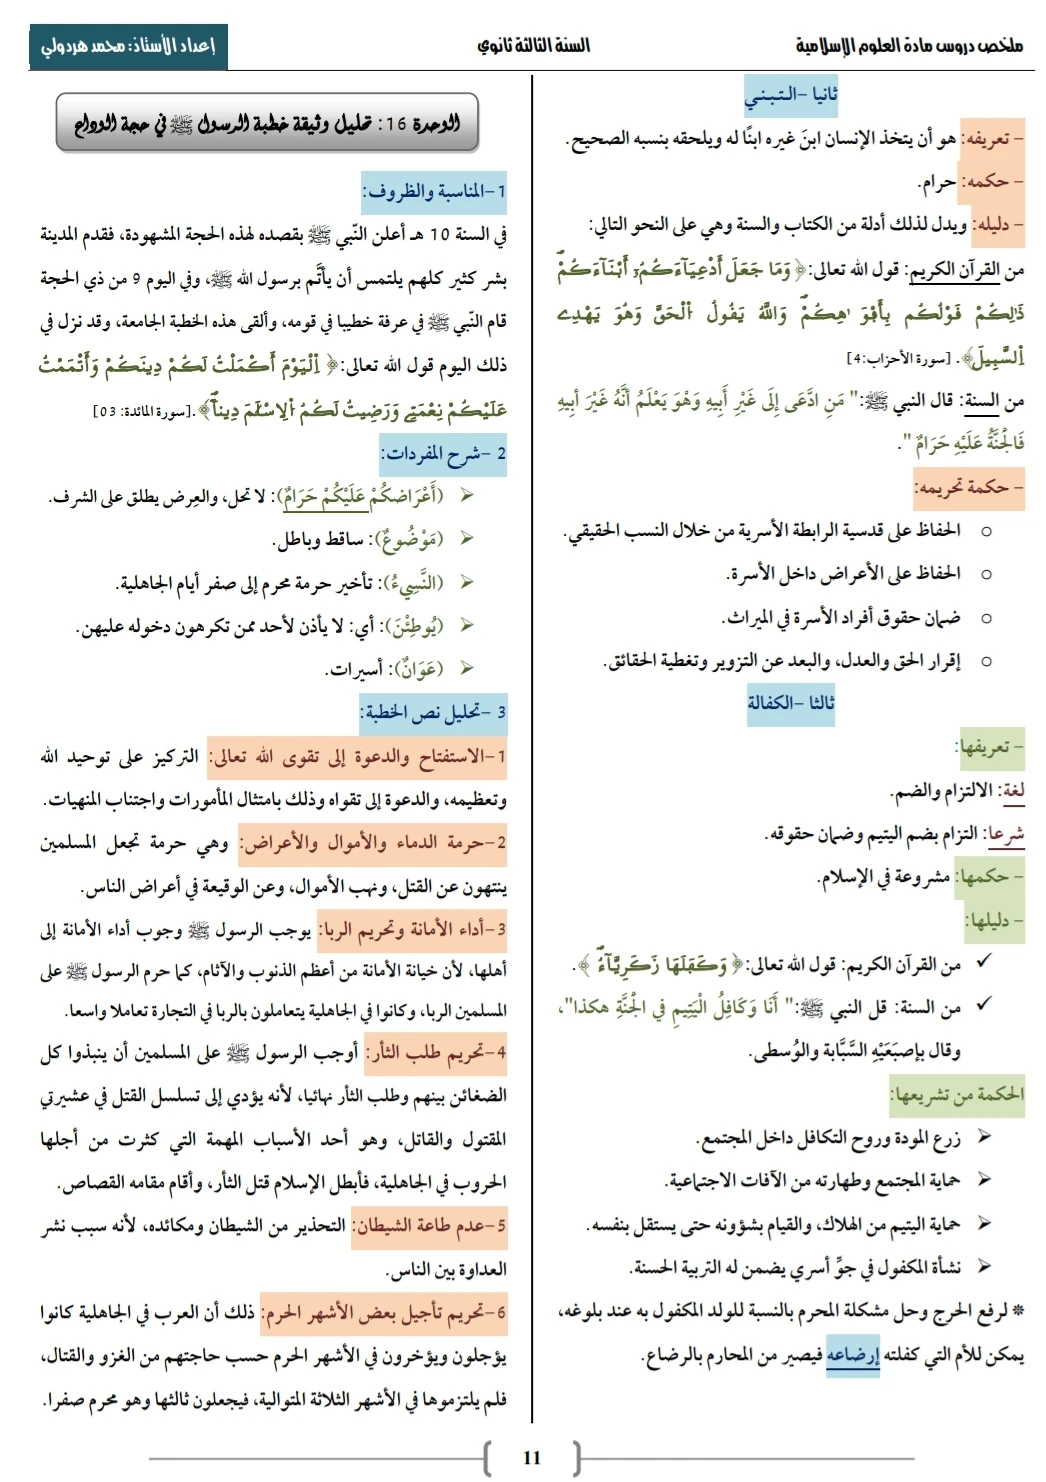 ملخص دروس مادة العلوم الإسلامية
السنة الثالثة ثانوي
إعداد الأستاذ: محمد هردولي
ثانيا –التبني
– تعريفه: هو أن يتخذ الإنسان ابنَ غيره ابنًا له ويلحقه بنسبه الصحيح.
– حكمه: حرام.
– دليله: ويدل لذلك أدلة من الكتاب والسنة وهي على النحو التالي:
من القرآن الكريم: قول الله تعالى:﴿ وَمَا جَعَلَ أَدْعِيَآءَكُمُۥٓ أَبْنَآءَكُمْۖ
ذَٰلِكُمْ قَوْلُكُم بِأَفْوَٰهِكُمْۖ وَاللَّهُ يَقُولُ اُ۬لْحَقَّ وَهُوَ يَهْدِے
اِ۬لسَّبِيلَ﴾. [سورة الأحزاب:4]
من السنة: قال النبي ﷺ:" مَنِ ادَّعَى إِلَى غَيْرِ أَبِيهِ وَهُوَ يَعْلَمُ أَنَّهُ غَيْرَ أَبِيهِ
فَالْجَنَّةُ عَلَيْهِ حَرَامٌ ".
– حكمة تحريمه:
○ الحفاظ على قدسية الرابطة الأسرية من خلال النسب الحقيقي.
○ الحفاظ على الأعراض داخل الأسرة.
○ ضمان حقوق أفراد الأسرة في الميراث.
○ إقرار الحق والعدل، والبعد عن التزوير وتغطية الحقائق.
ثالثا –الكفالة
– تعريفها:
لغة: الالتزام والضم.
شرعا: التزام بضم اليتيم وضمان حقوقه.
– حكمها: مشروعة في الإسلام.
– دليلها:
✓ من القرآن الكريم: قول الله تعالى:﴿ وَكَفَلَهَا زَكَرِيَّآءُۖ ﴾.
✓ من السنة: قل النبي ﷺ:" أَنَا وَكَافِلُ الْيَتِيمِ فِي الْجَنَّةِ هكذا"،
وقال بإصبَعَيْهِ السَّبَّابة والوُسطى.
الحكمة من تشريعها:
➢ زرع المودة وروح التكافل داخل المجتمع.
➢ حماية المجتمع وطهارته من الآفات الاجتماعية.
➢ حماية اليتيم من الهلاك، والقيام بشؤونه حتى يستقل بنفسه.
➢ نشأة المكفول في جوٍّ أسري يضمن له التربية الحسنة.
❊ لرفع الحرج وحل مشكلة المحرم بالنسبة للولد المكفول به عند بلوغه،
يمكن للأم التي كفلته إرضاعه فيصير من المحارم بالرضاع.
الوحدة 16: تحليل وثيقة خطبة الرسول ﷺ في حجة الوداع
1–المناسبة والظروف:
في السنة 10 هـ أعلن النّبي ﷺ بقصده لهذه الحجة المشهودة، فقدم المدينة
بشر كثير كلهم يلتمس أن يأتَّم برسول الله ﷺ، وفي اليوم 9 من ذي الحجة
قام النّبي ﷺ في عرفة خطيبا في قومه، وألقى هذه الخطبة الجامعة، وقد نزل في
ذلك اليوم قول الله تعالى:﴿ اِ۬لْيَوْمَ أَكْمَلْتُ لَكُمْ دِينَكُمْ وَأَتْمَمْتُ
عَلَيْكُمْ نِعْمَتِے وَرَضِيتُ لَكُمُ اُ۬لِاسْلَٰمَ دِيناًۖ﴾.[سورة المائدة: 03]
2 –شرح المفردات:
➢ (أَعْرَاضكُمْ عَلَيْكُمْ حَرَامٌ): لا تحل، والعِرض يطلق على الشرف.
➢ (مَوْضُوعٌ): ساقط وباطل.
➢ (النَّسِيءُ): تأخير حرمة محرم إلى صفر أيام الجاهلية.
➢ (يُوطِئْنَ): أي: لا يأذن لأحد ممن تكرهون دخوله عليهن.
➢ (عَوَانٌ): أسيرات.
3 –تحليل نص الخطبة:
1–الاستفتاح والدعوة إلى تقوى الله تعالى: التركيز على توحيد الله
وتعظيمه، والدعوة إلى تقواه وذلك بامتثال المأمورات واجتناب المنهيات.
2–حرمة الدماء والأموال والأعراض: وهي حرمة تجعل المسلمين
ينتهون عن القتل، ونهب الأموال، وعن الوقيعة في أعراض الناس.
3–أداء الأمانة وتحريم الربا: يوجب الرسول ﷺ وجوب أداء الأمانة إلى
أهلها، لأن خيانة الأمانة من أعظم الذنوب والآثام، كما حرم الرسول ﷺ على
المسلمين الربا، وكانوا في الجاهلية يتعاملون بالربا في التجارة تعاملا واسعا.
4–تحريم طلب الثأر: أوجب الرسول ﷺ على المسلمين أن ينبذوا كل
الضغائن بينهم وطلب الثأر نهائيا، لأنه يؤدي إلى تسلسل القتل في عشيرتي
المقتول والقاتل، وهو أحد الأسباب المهمة التي كثرت من أجلها
الحروب في الجاهلية، فأبطل الإسلام قتل الثأر، وأقام مقامه القصاص.
5–عدم طاعة الشيطان: التحذير من الشيطان ومكائده، لأنه سبب نشر
العداوة بين الناس.
6–تحريم تأجيل بعض الأشهر الحرم: ذلك أن العرب في الجاهلية كانوا
يؤجلون ويؤخرون في الأشهر الحرم حسب حاجتهم من الغزو والقتال،
فلم يلتزموها في الأشهر الثلاثة المتوالية، فيجعلون ثالثها وهو محرم صفرا.
11